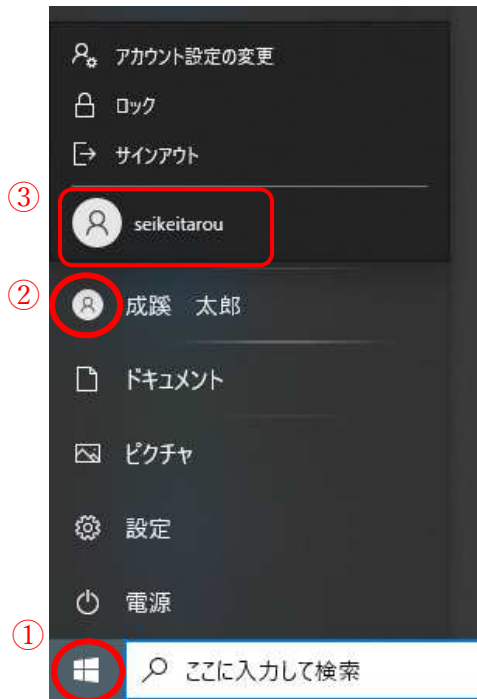 アカウント設定の変更
ロック
サインアウト
③
seikeitarou
②
成蹊 太郎
ドキュメント
ピクチャ
設定
電源
①
ここに入力して検索